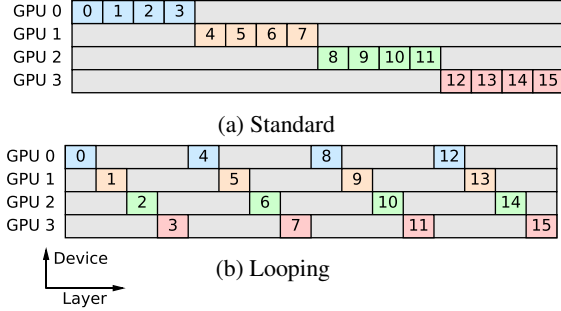 GPU 0 0 1 2 3
GPU 1 4 5 6 7
GPU 2 8 9 10 11
GPU 3 12 13 14 15
(a) Standard
GPU 0 0 4 8 12
GPU 1 1 5 9 13
GPU 2 2 6 10 14
GPU 3 3 7 11 15
Device
(b) Looping
Layer